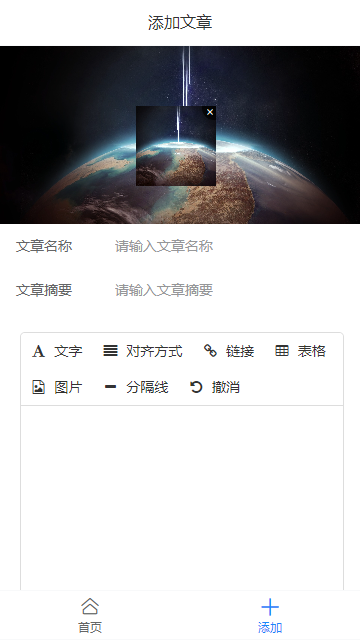 添加文章
文章名称 请输入文章名称
文章摘要 请输入文章摘要
文字 对齐方式 链接 表格
图片 分隔线 撤消
首页 添加